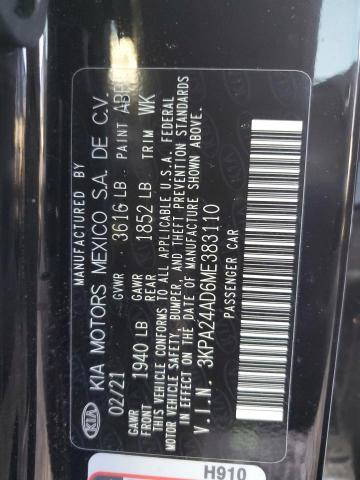 MANUFACTURED BY
KIA KIA MOTORS MEXICO S.A. DE C.V.
02/21 GVWR 3616 LB PAINT
GAWR FRONT 1940 LB GAWR REAR 1852 LB TRIM WK
THIS VEHICLE CONFORMS TO ALL APPLICABLE U.S.A. FEDERAL
MOTOR VEHICLE SAFETY, BUMPER, AND THEFT PREVENTION STANDARDS
IN EFFECT ON THE DATE OF MANUFACTURE SHOWN ABOVE.
V.I.N. 3KPA24AD6ME383110
PASSENGER CAR
H910